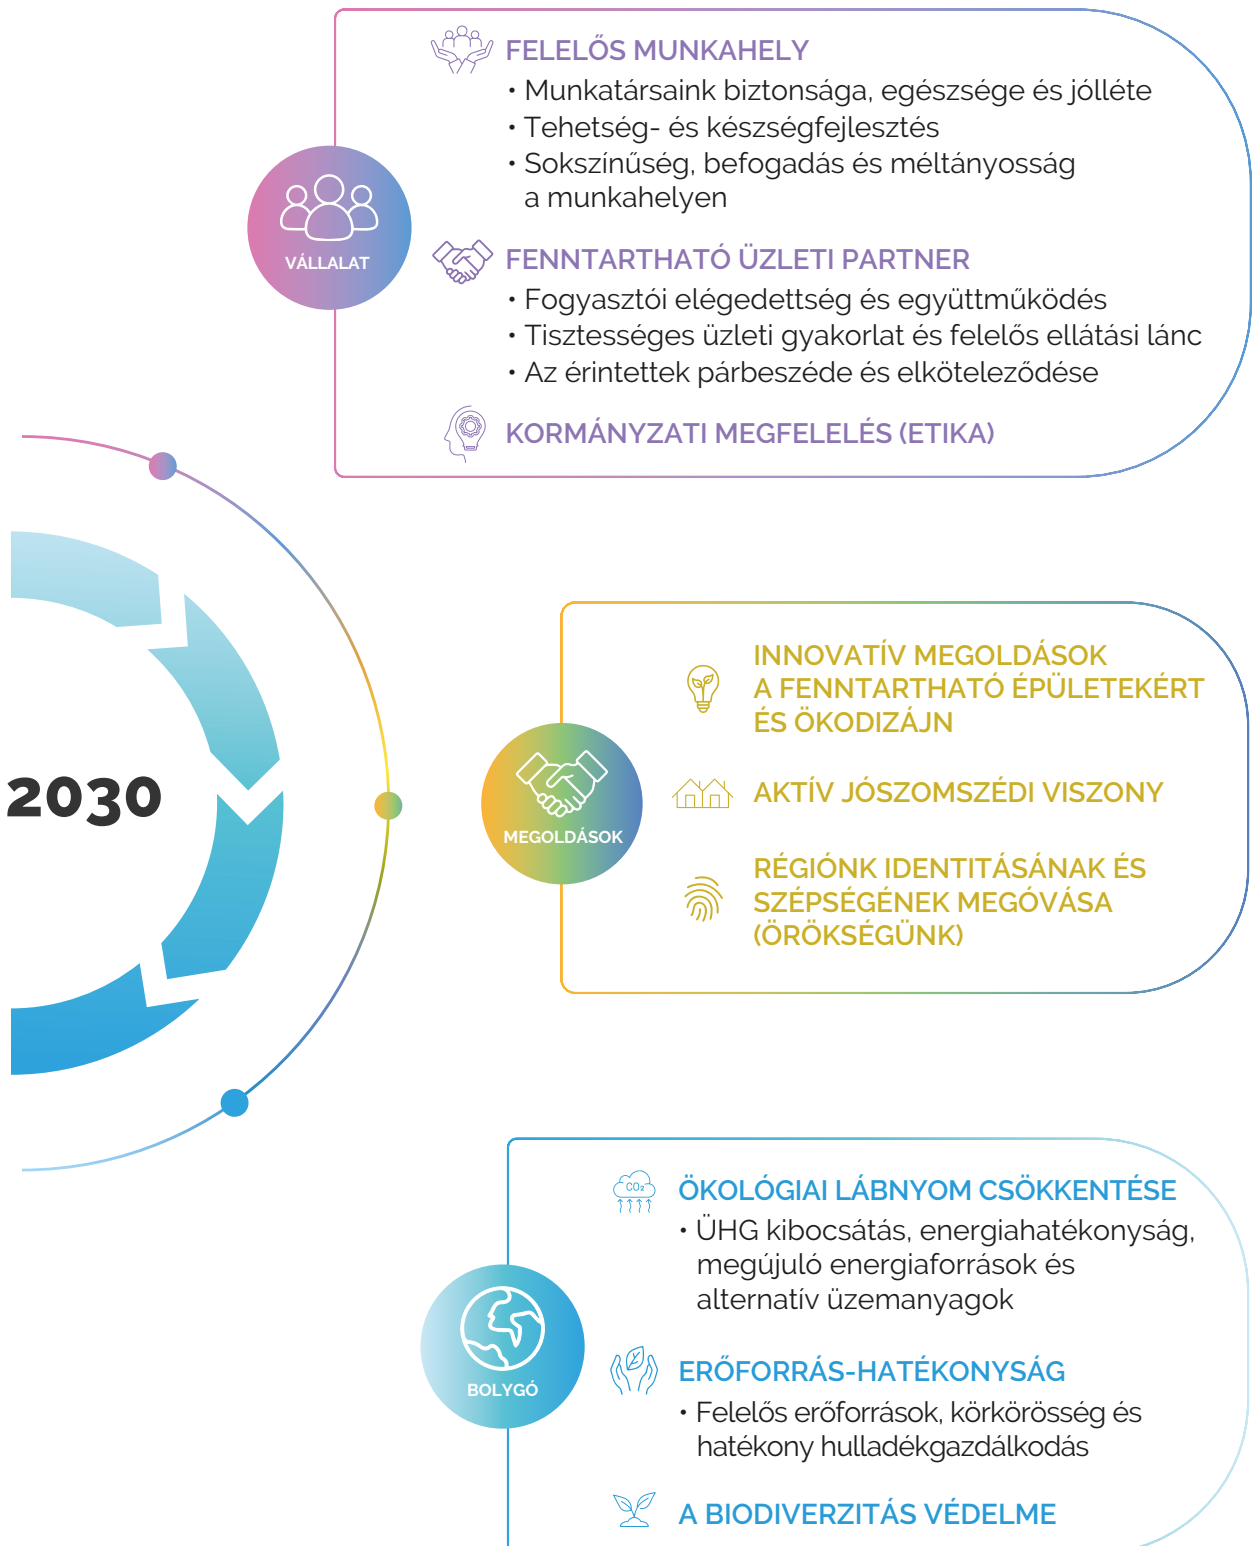 FELELŐS MUNKAHELY
• Munkatársaink biztonsága, egészsége és jólléte
• Tehetség- és készségfejlesztés
• Sokszínűség, befogadás és méltányosság
a munkahelyen
VÁLLALAT
FENNTARTHATÓ ÜZLETI PARTNER
• Fogyasztói elégedettség és együttműködés
• Tisztességes üzleti gyakorlat és felelős ellátási lánc
• Az érintettek párbeszéde és elköteleződése
KORMÁNYZATI MEGFELELÉS (ETIKA)
2030
INNOVATÍV MEGOLDÁSOK
A FENNTARTHATÓ ÉPÜLETEKÉRT
ÉS ÖKODIZÁJN
AKTÍV JÓSZOMSZÉDI VISZONY
MEGOLDÁSOK
RÉGIÓNK IDENTITÁSÁNAK ÉS
SZÉPSÉGÉNEK MEGÓVÁSA
(ÖRÖKSÉGÜNK)
CO₂
ÖKOLÓGIAI LÁBNYOM CSÖKKENTÉSE
• ÜHG kibocsátás, energiahatékonyság,
megújuló energiaforrások és
alternatív üzemanyagok
BOLYGÓ
ERŐFORRÁS-HATÉKONYSÁG
• Felelős erőforrások, körkörösség és
hatékony hulladékgazdálkodás
A BIODIVERZITÁS VÉDELME